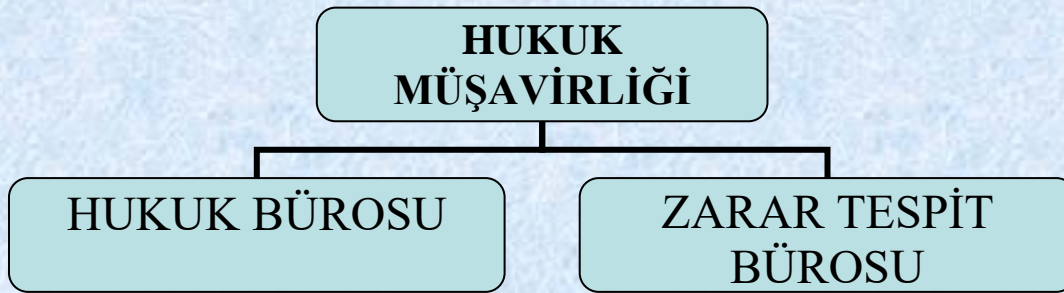 HUKUK
MÜŞAVİRLİĞİ
HUKUK BÜROSU
ZARAR TESPİT
BÜROSU